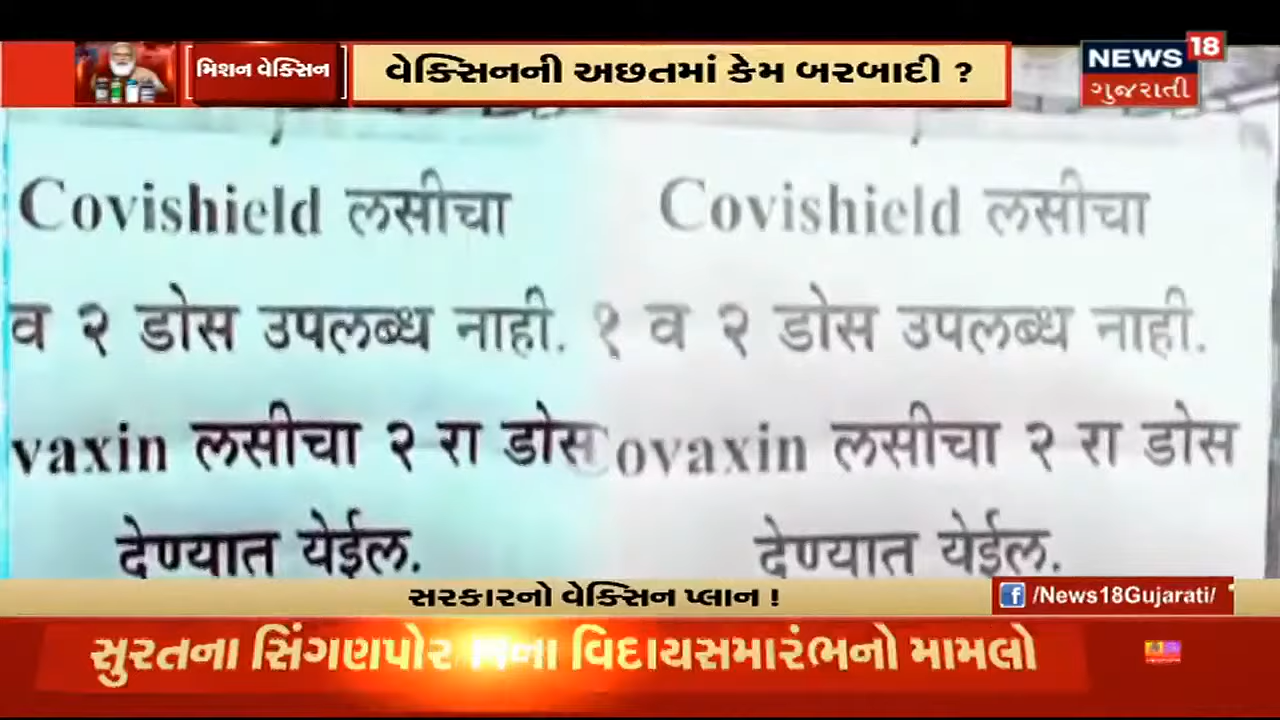 મિશન વેક્સિન
વેક્સિનની અછતમાં કેમ બરબાદી ?
NEWS 18
ગુજરાતી
Covishield लसीचा
व २ डोस उपलब्ध नाही.
vaxin लसीचा २ रा डोस
देण्यात येईल.
Covishield लसीचा
१ व २ डोस उपलब्ध नाही.
Covaxin लसीचा २ रा डोस
देण्यात येईल.
સરકારનો વેક્સિન પ્લાન !
/News18Gujarati/
સુરતના સિંગણપોર ના વિદાયસમારંભનો મામલો